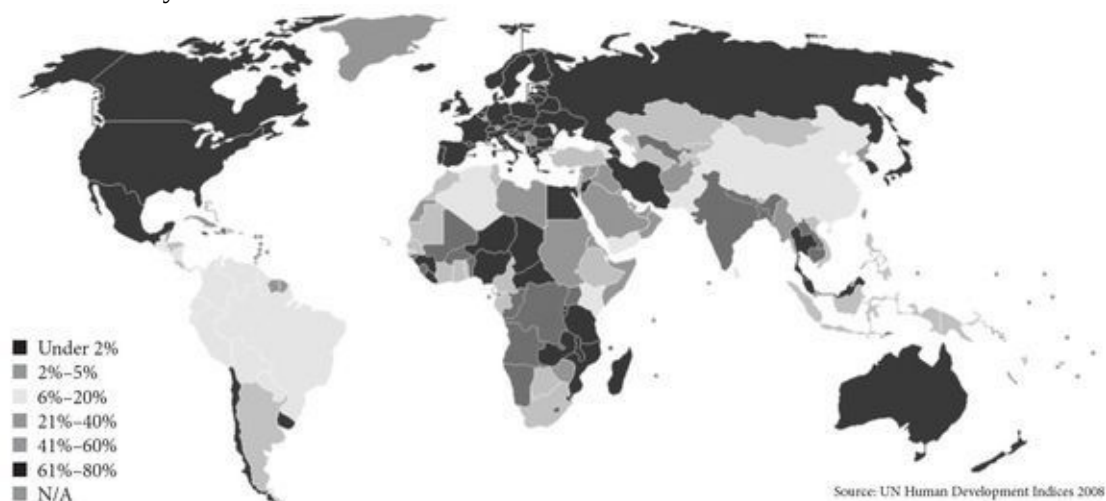 Under 2%
2%–5%
6%–20%
21%–40%
41%–60%
61%–80%
N/A
Source: UN Human Development Indices 2008